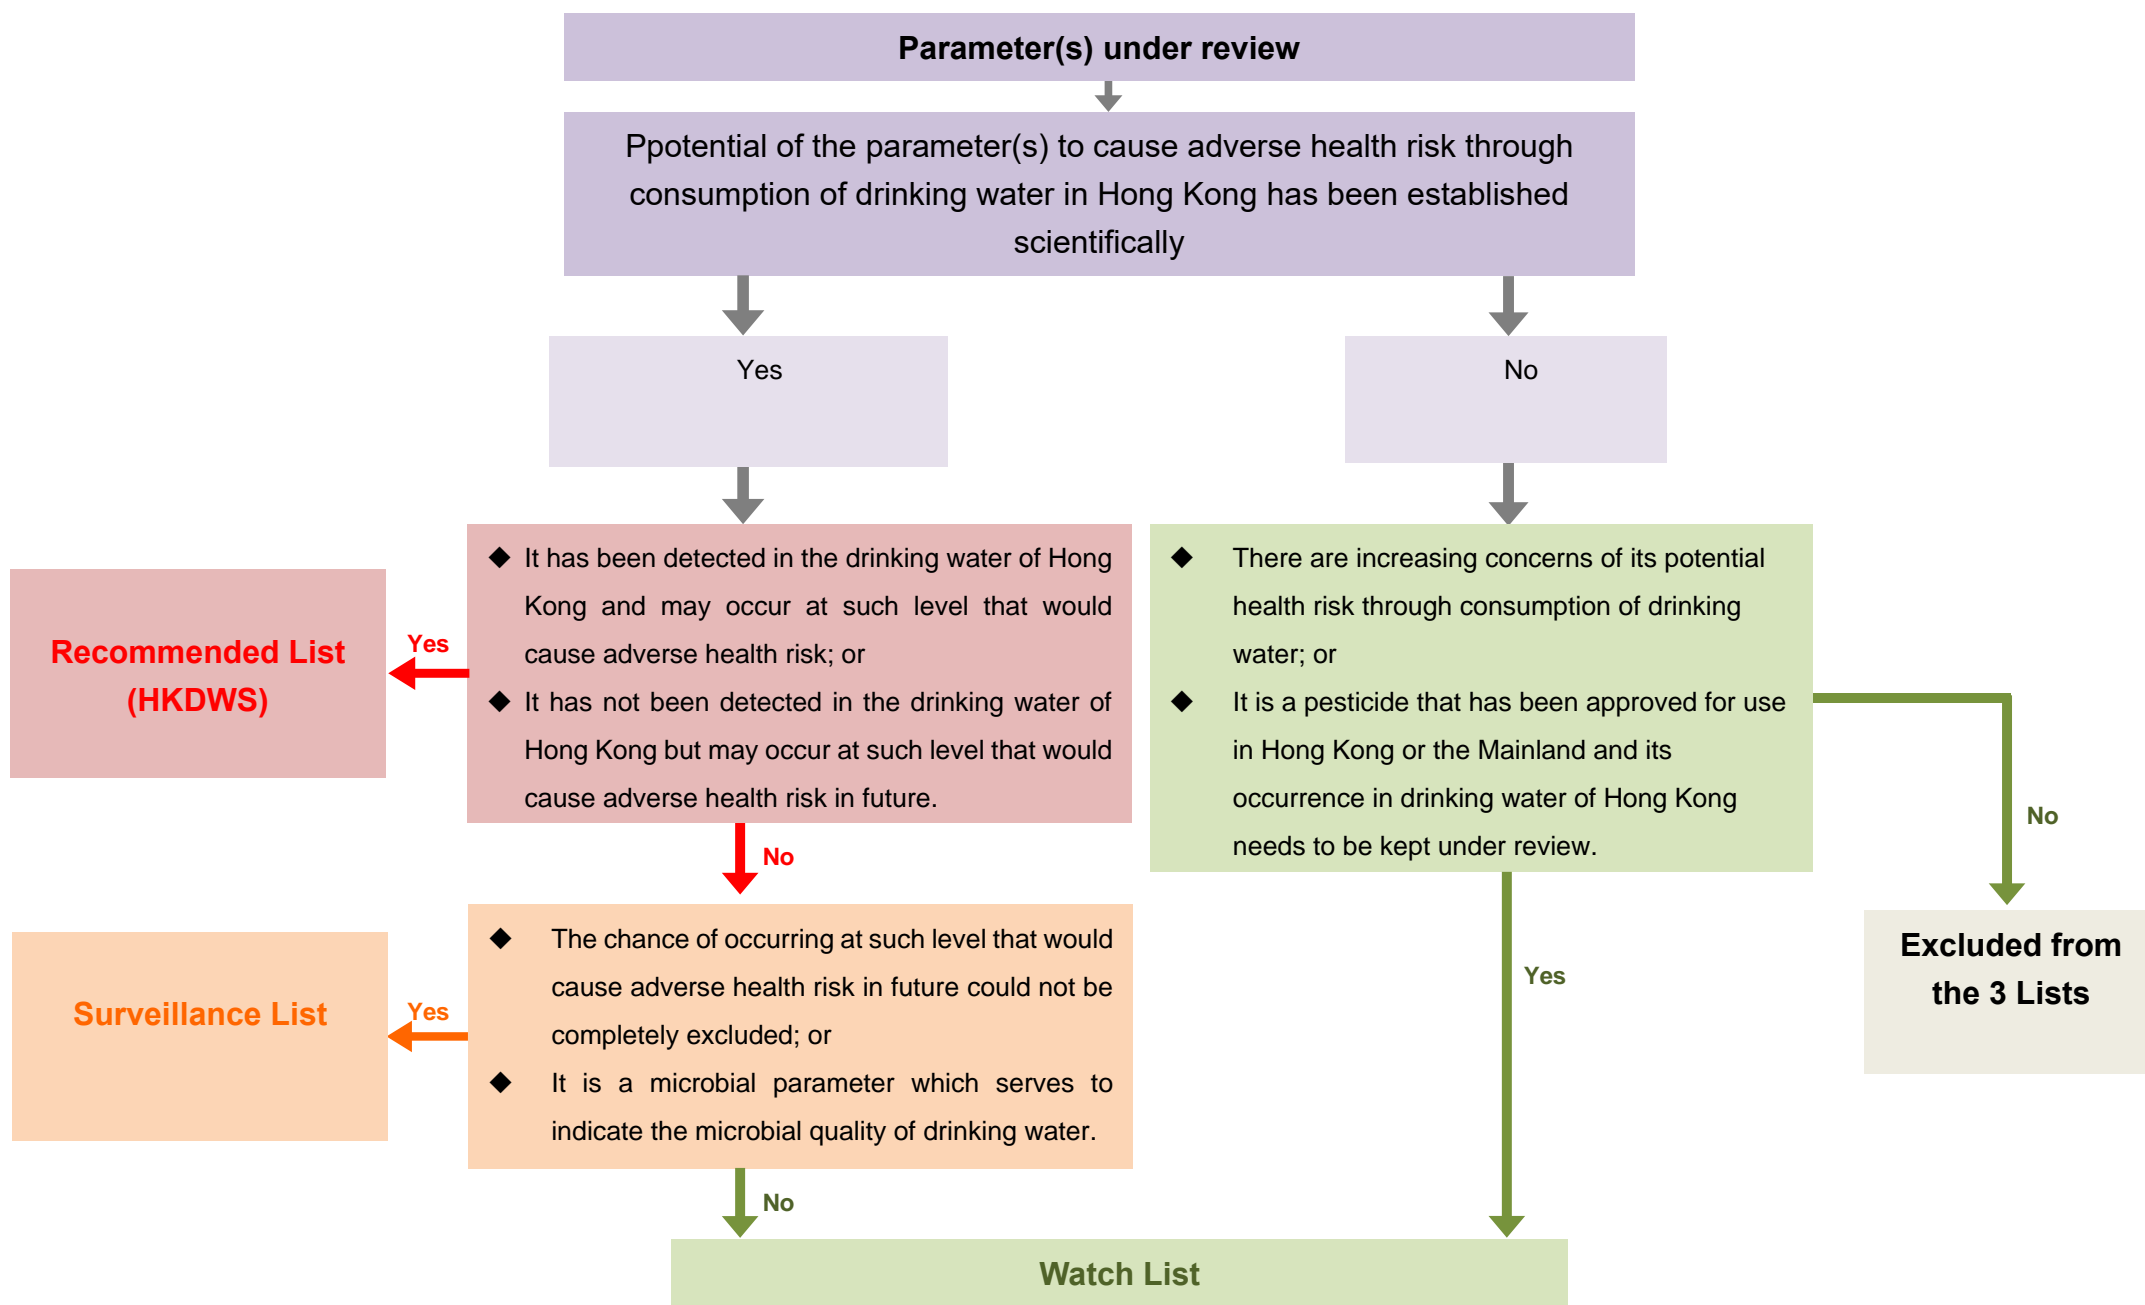 Parameter(s) under review
Ppotential of the parameter(s) to cause adverse health risk through
consumption of drinking water in Hong Kong has been established
scientifically
Yes
No
◆ It has been detected in the drinking water of Hong
Kong and may occur at such level that would
cause adverse health risk; or
◆ It has not been detected in the drinking water of
Hong Kong but may occur at such level that would
cause adverse health risk in future.
Yes
Recommended List
(HKDWS)
No
◆ There are increasing concerns of its potential
health risk through consumption of drinking
water; or
◆ It is a pesticide that has been approved for use
in Hong Kong or the Mainland and its
occurrence in drinking water of Hong Kong
needs to be kept under review.
No
Excluded from
the 3 Lists
Yes
◆ The chance of occurring at such level that would
cause adverse health risk in future could not be
completely excluded; or
◆ It is a microbial parameter which serves to
indicate the microbial quality of drinking water.
Yes
Surveillance List
No
Watch List